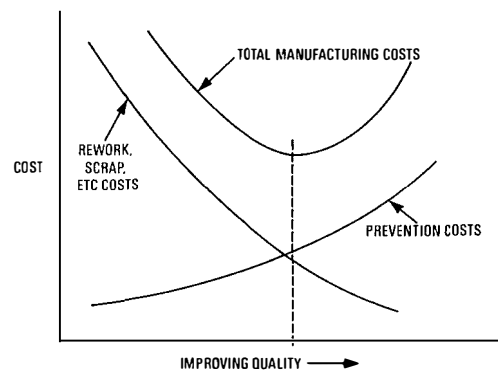 TOTAL MANUFACTURING COSTS
REWORK,
SCRAP,
ETC COSTS
COST
PREVENTION COSTS
IMPROVING QUALITY